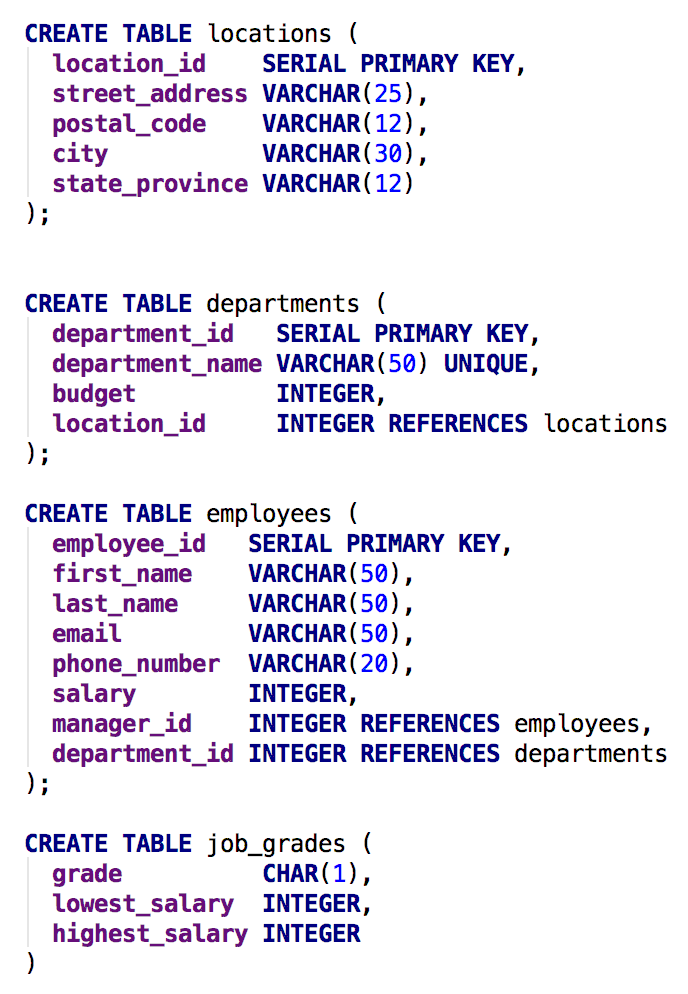 CREATE TABLE locations (
location_id SERIAL PRIMARY KEY,
street_address VARCHAR(25),
postal_code VARCHAR(12),
city VARCHAR(30),
state_province VARCHAR(12)
);
CREATE TABLE departments (
department_id SERIAL PRIMARY KEY,
department_name VARCHAR(50) UNIQUE,
budget INTEGER,
location_id INTEGER REFERENCES locations
);
CREATE TABLE employees (
employee_id SERIAL PRIMARY KEY,
first_name VARCHAR(50),
last_name VARCHAR(50),
email VARCHAR(50),
phone_number VARCHAR(20),
salary INTEGER,
manager_id INTEGER REFERENCES employees,
department_id INTEGER REFERENCES departments
);
CREATE TABLE job_grades (
grade CHAR(1),
lowest_salary INTEGER,
highest_salary INTEGER
)